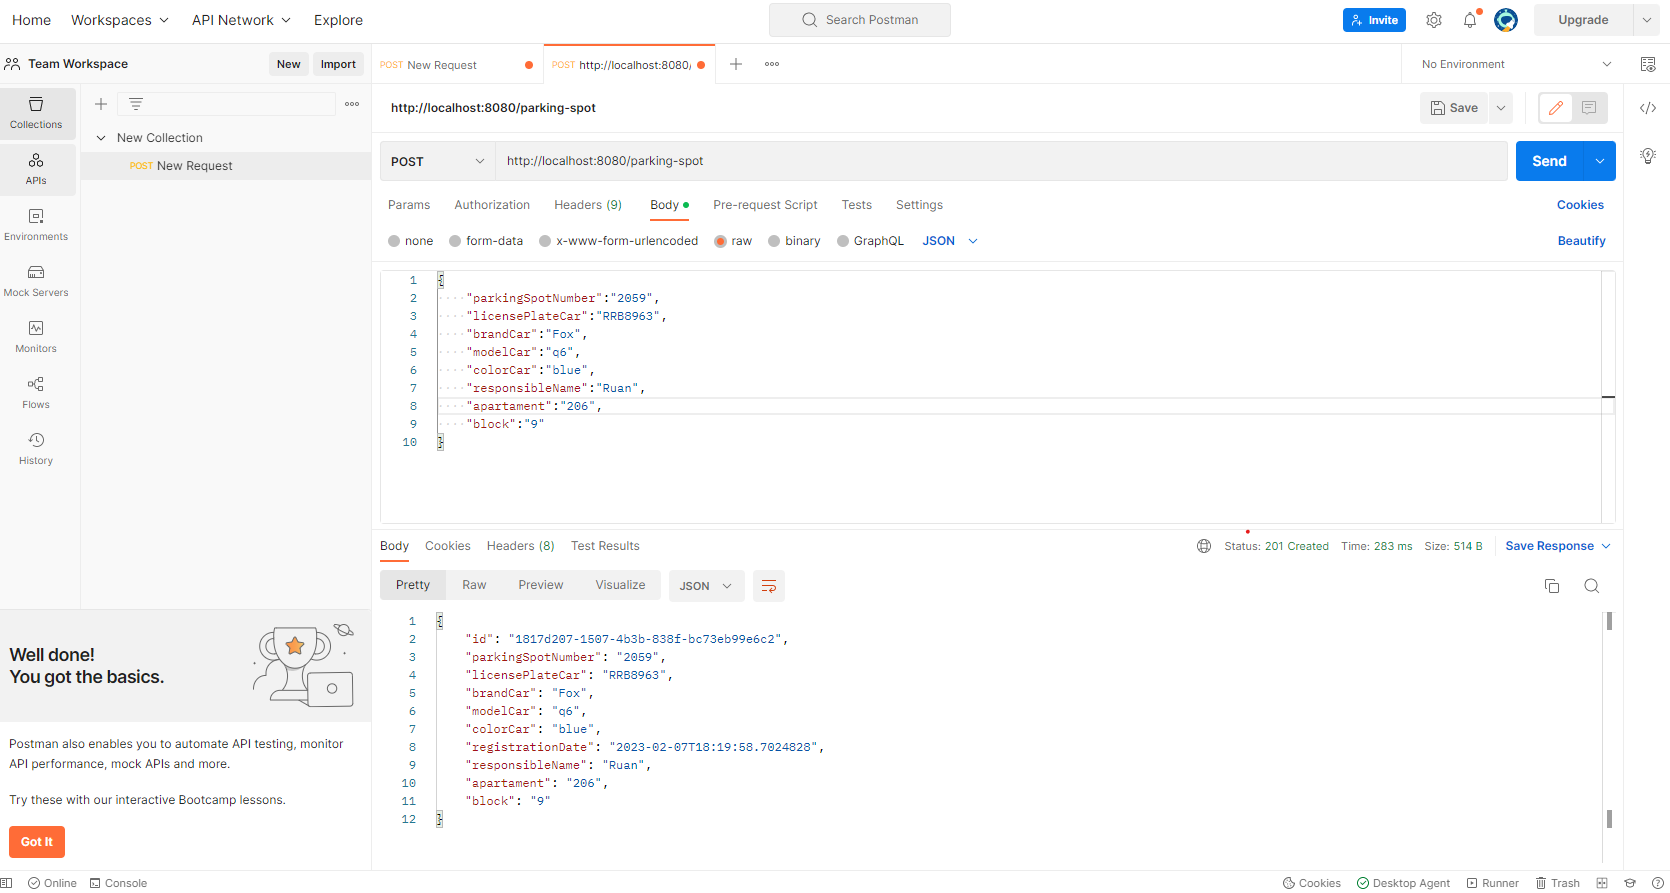 Home Workspaces API Network Explore Search Postman Invite Upgrade
Team Workspace New Import POST New Request POST http://localhost:8080/ No Environment
Collections
APIs
Environments
Mock Servers
Monitors
Flows
History
New Collection
POST New Request
http://localhost:8080/parking-spot Save
POST http://localhost:8080/parking-spot Send
Params Authorization Headers (9) Body Pre-request Script Tests Settings Cookies
none form-data x-www-form-urlencoded raw binary GraphQL JSON Beautify
1 {
2 "parkingSpotNumber":"2059",
3 "licensePlateCar":"RRB8963",
4 "brandCar":"Fox",
5 "modelCar":"q6",
6 "colorCar":"blue",
7 "responsibleName":"Ruan",
8 "apartament":"206",
9 "block":"9"
10 }
Body Cookies Headers (8) Test Results Status: 201 Created Time: 283 ms Size: 514 B Save Response
Pretty Raw Preview Visualize JSON
1 {
2 "id": "1817d207-1507-4b3b-838f-bc73eb99e6c2",
3 "parkingSpotNumber": "2059",
4 "licensePlateCar": "RRB8963",
5 "brandCar": "Fox",
6 "modelCar": "q6",
7 "colorCar": "blue",
8 "registrationDate": "2023-02-07T18:19:58.7024828",
9 "responsibleName": "Ruan",
10 "apartament": "206",
11 "block": "9"
12 }
Well done!
You got the basics.
Postman also enables you to automate API testing, monitor
API performance, mock APIs and more.
Try these with our interactive Bootcamp lessons.
Got It
Online Console Cookies Desktop Agent Runner Trash